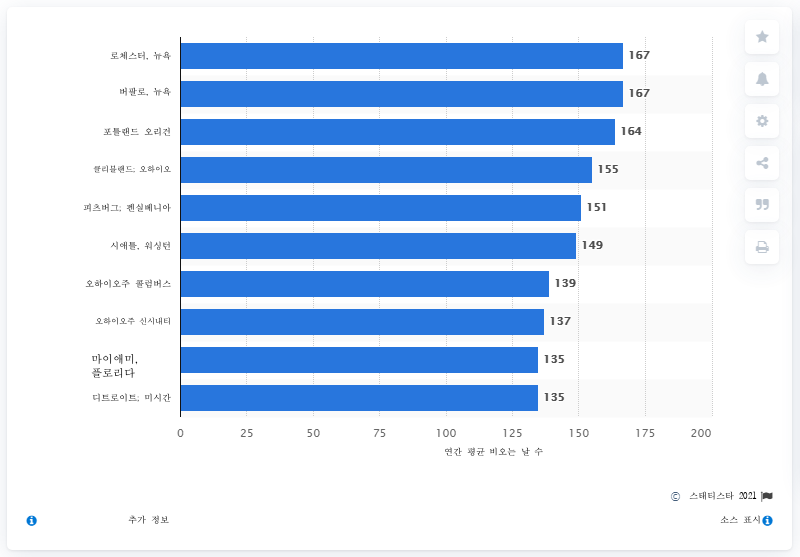 로체스터, 뉴욕 167
버팔로, 뉴욕 167
포틀랜드 오리건 164
클리블랜드; 오하이오 155
피츠버그; 펜실베니아 151
시애틀, 워싱턴 149
오하이오주 콜럼버스 139
오하이오주 신시내티 137
마이애미,
플로리다 135
디트로이트; 미시간 135
0 25 50 75 100 125 150 175 200
연간 평균 비오는 날 수
© 스태티스타 2021
추가 정보 소스 표시